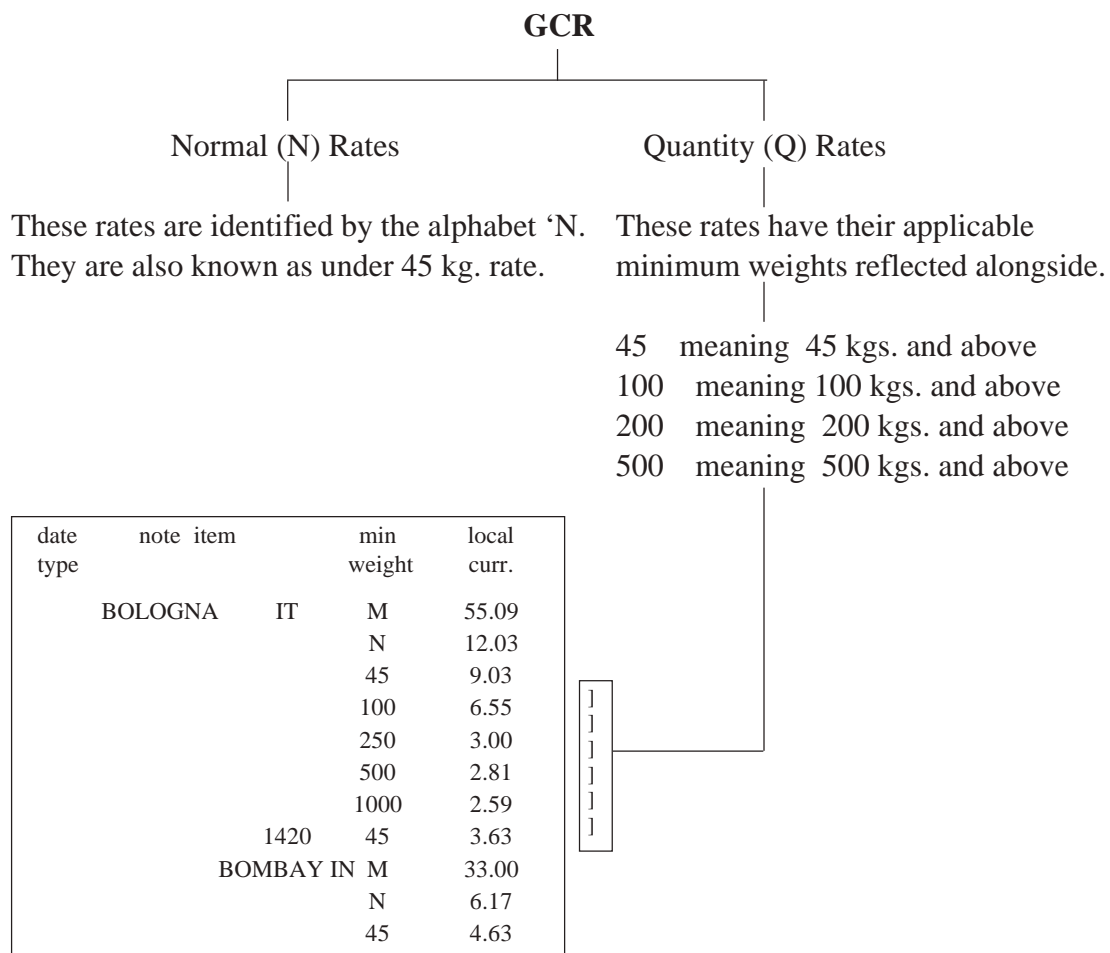 GCR
Normal (N) Rates
Quantity (Q) Rates
These rates are identified by the alphabet ‘N.
They are also known as under 45 kg. rate.
These rates have their applicable
minimum weights reflected alongside.
45 meaning 45 kgs. and above
100 meaning 100 kgs. and above
200 meaning 200 kgs. and above
500 meaning 500 kgs. and above
date note item min local
type weight curr.
BOLOGNA IT M 55.09
N 12.03
45 9.03
100 6.55
250 3.00
500 2.81
1000 2.59
1420 45 3.63
BOMBAY IN M 33.00
N 6.17
45 4.63
]
]
]
]
]
]